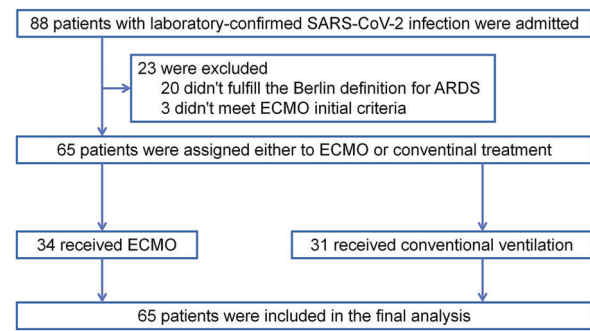 88 patients with laboratory-confirmed SARS-CoV-2 infection were admitted
23 were excluded
20 didn't fulfill the Berlin definition for ARDS
3 didn't meet ECMO initial criteria
65 patients were assigned either to ECMO or conventinal treatment
34 received ECMO
31 received conventional ventilation
65 patients were included in the final analysis